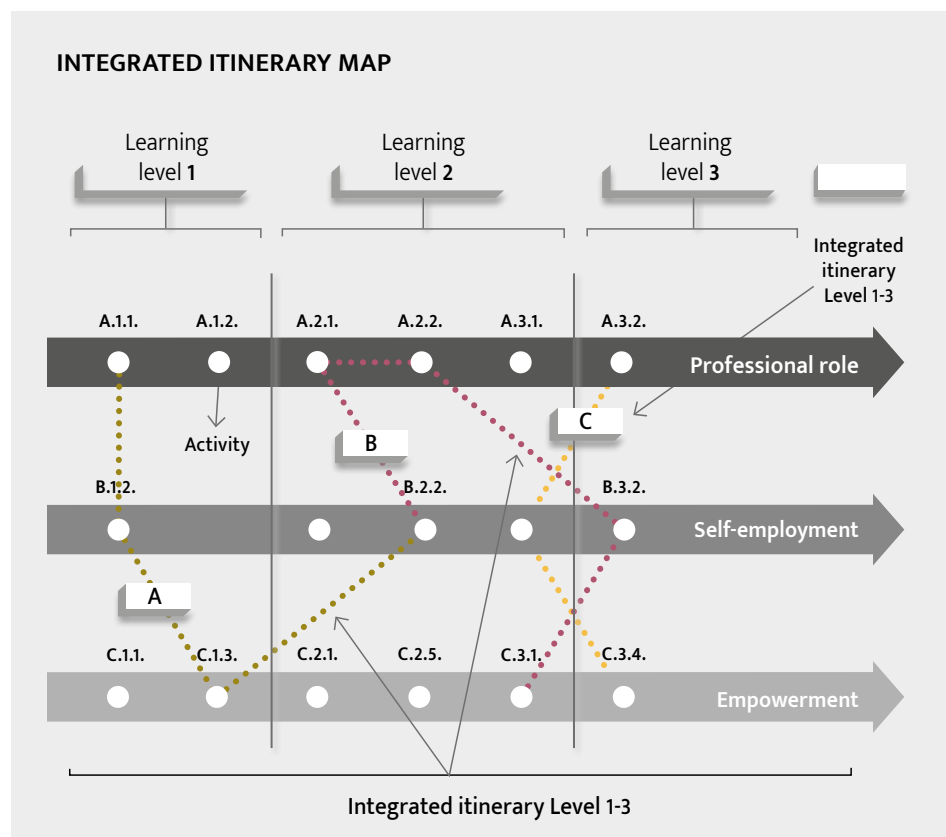 INTEGRATED ITINERARY MAP
Learning
level 1
Learning
level 2
Learning
level 3
Integrated
itinerary
Level 1-3
A.1.1.
A.1.2.
A.2.1.
A.2.2.
A.3.1.
A.3.2.
Professional role
Activity
B
C
B.1.2.
B.2.2.
B.3.2.
Self-employment
A
C.1.1.
C.1.3.
C.2.1.
C.2.5.
C.3.1.
C.3.4.
Empowerment
Integrated itinerary Level 1-3